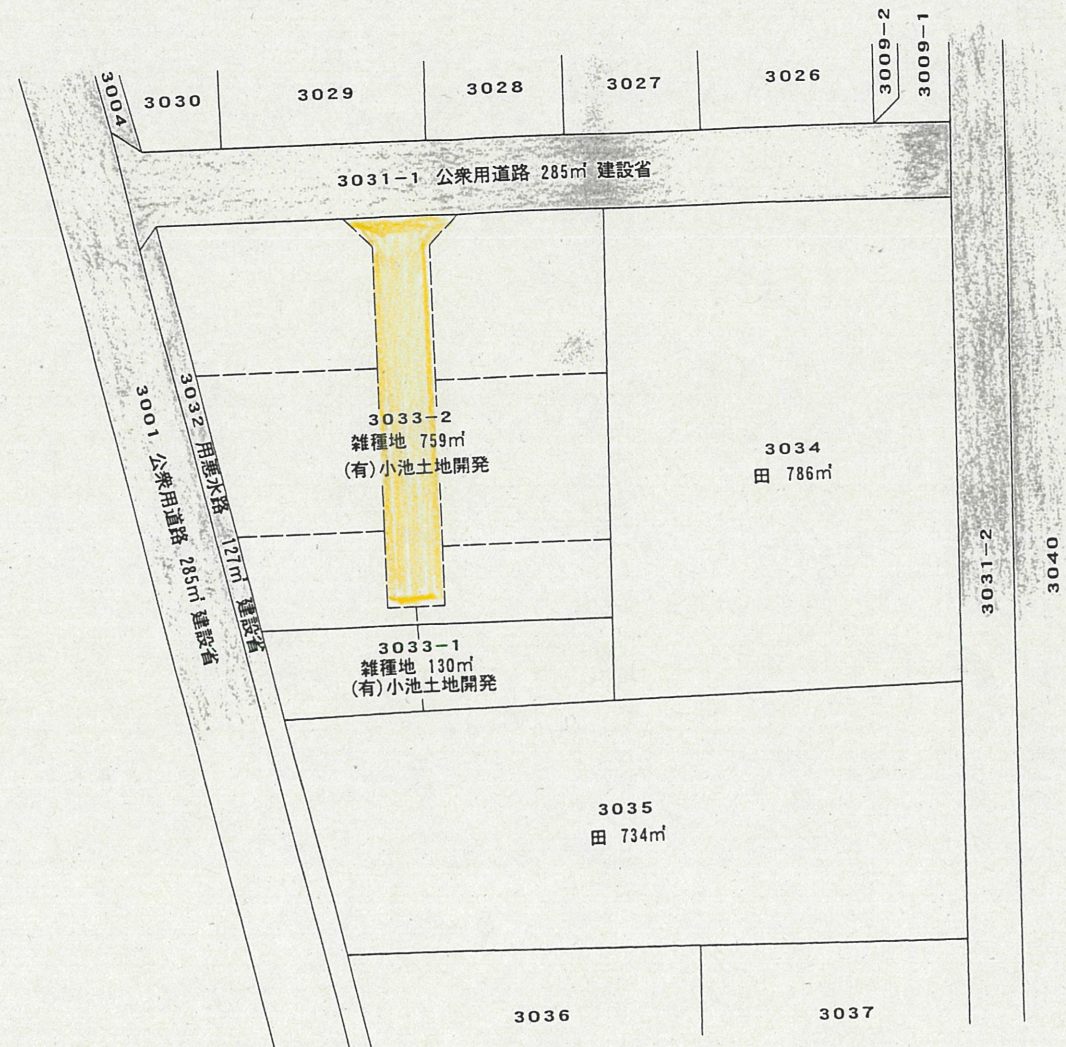 3004
3030
3029
3028
3027
3026
3009-2
3009-1
3031-1 公衆用道路 285㎡ 建設省
3001 公衆用道路 285㎡ 建設省
3032 用悪水路 127㎡ 建設省
3033-2
雑種地 759㎡
(有)小池土地開発
3034
田 786㎡
3031-2
3040
3033-1
雑種地 130㎡
(有)小池土地開発
3035
田 734㎡
3036
3037